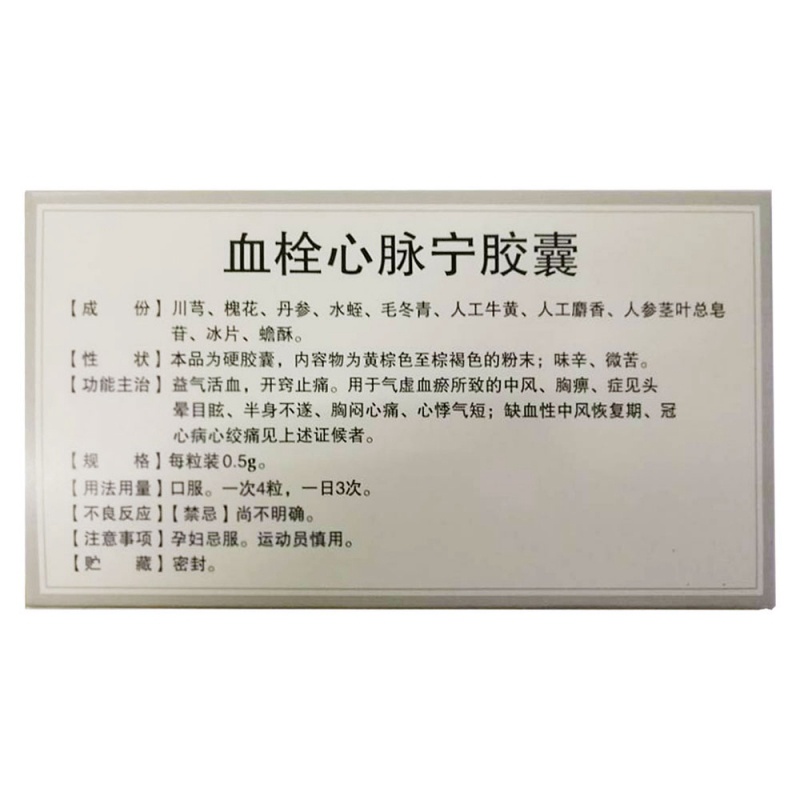 血栓心脉宁胶囊
【成　　份】川芎、槐花、丹参、水蛭、毛冬青、人工牛黄、人工麝香、人参茎叶总皂
苷、冰片、蟾酥。
【性　　状】本品为硬胶囊，内容物为黄棕色至棕褐色的粉末；味辛、微苦。
【功能主治】益气活血，开窍止痛。用于气虚血瘀所致的中风、胸痹、症见头
晕目眩、半身不遂、胸闷心痛、心悸气短；缺血性中风恢复期、冠
心病心绞痛见上述证候者。
【规　　格】每粒装0.5g。
【用法用量】口服。一次4粒，一日3次。
【不良反应】【禁忌】尚不明确。
【注意事项】孕妇忌服。运动员慎用。
【贮　　藏】密封。